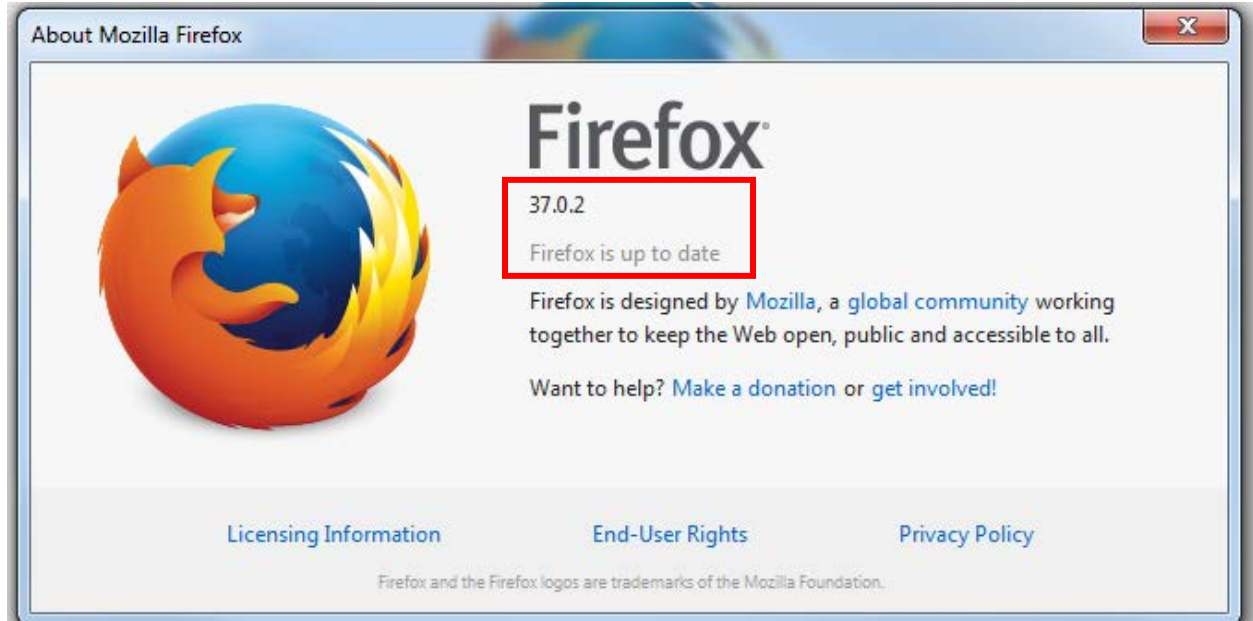 About Mozilla Firefox
Firefox®
37.0.2
Firefox is up to date
Firefox is designed by Mozilla, a global community working
together to keep the Web open, public and accessible to all.
Want to help? Make a donation or get involved!
Licensing Information End-User Rights Privacy Policy
Firefox and the Firefox logos are trademarks of the Mozilla Foundation.